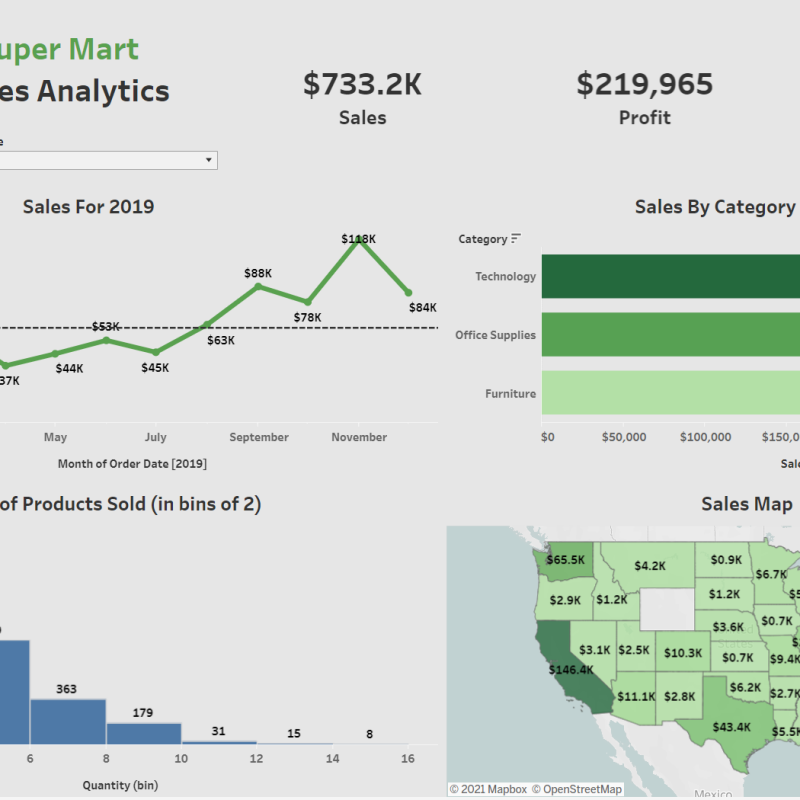 uper Mart
es Analytics
$733.2K
Sales
$219,965
Profit
e
Sales For 2019
Sales By Category
$118K
$88K
$84K
$78K
$53K
$63K
$44K
$45K
37K
May
July
September
November
Month of Order Date [2019]
Category
Technology
Office Supplies
Furniture
$0
$50,000
$100,000
$150,0
Sale
of Products Sold (in bins of 2)
363
179
31
15
8
6
8
10
12
14
16
Quantity (bin)
Sales Map
$65.5K
$4.2K
$0.9K
$6.7K
$2.9K
$1.2K
$1.2K
$5
$3.6K
$0.7K
$3.1K
$2.5K
$10.3K
$0.7K
$9.4K
$146.4K
$11.1K
$2.8K
$6.2K
$2.7K
$43.4K
$5.5K
Mexico
© 2021 Mapbox © OpenStreetMap